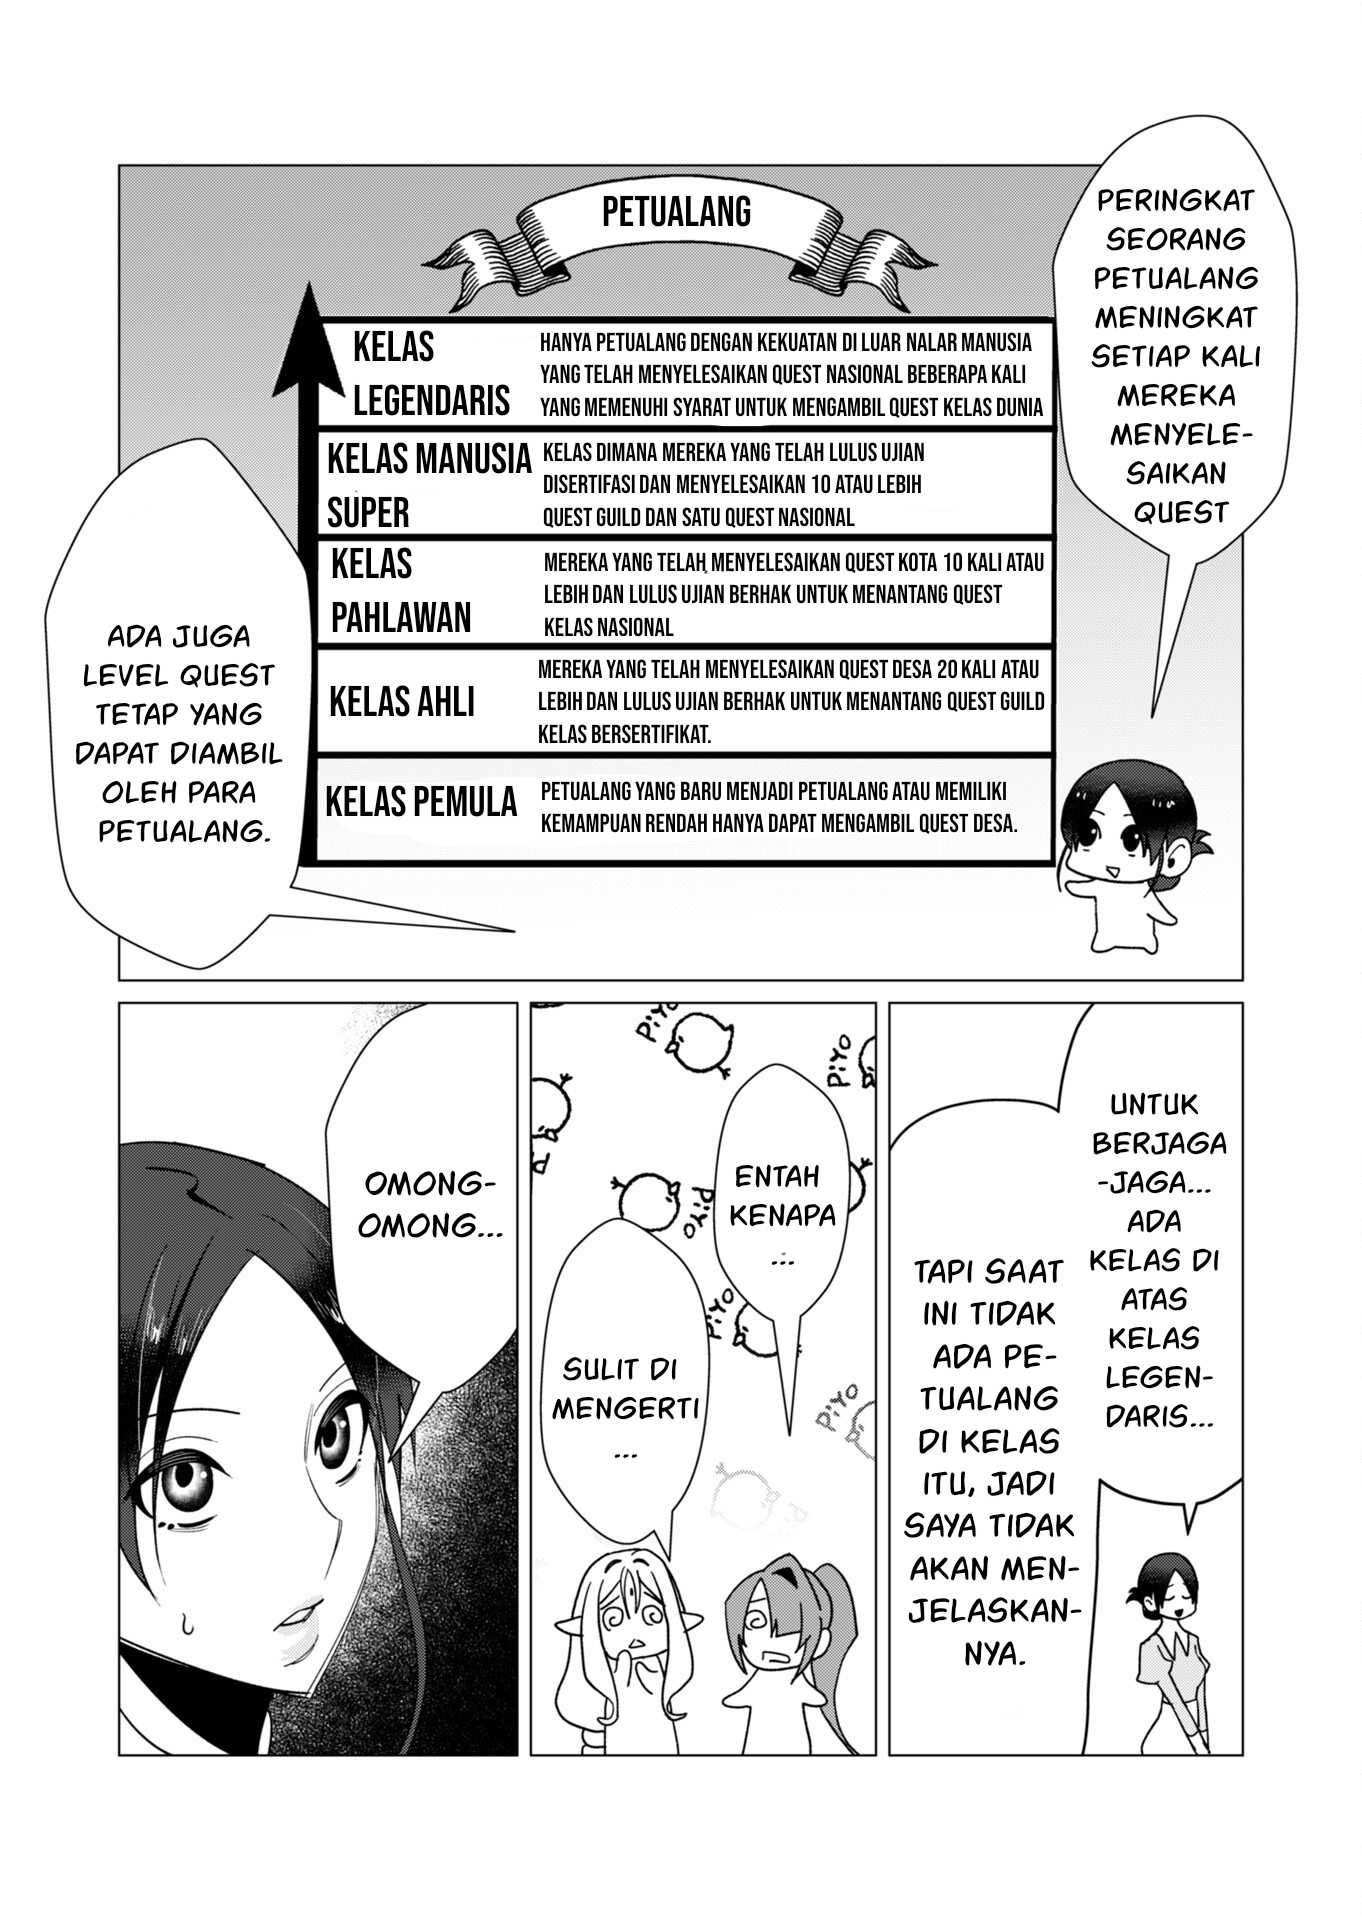 PERINGKAT
SEORANG
PETUALANG
MENINGKAT
SETIAP KALI
MEREKA
MENYELE-
SAIKAN
QUEST
PETUALANG
KELAS
LEGENDARIS
HANYA PETUALANG DENGAN KEKUATAN DI LUAR NALAR MANUSIA
YANG TELAH MENYELESAIKAN QUEST NASIONAL BEBERAPA KALI
YANG MEMENUHI SYARAT UNTUK MENGAMBIL QUEST KELAS DUNIA
KELAS MANUSIA
SUPER
KELAS DIMANA MEREKA YANG TELAH LULUS UJIAN
DISERTIFASI DAN MENYELESAIKAN 10 ATAU LEBIH
QUEST GUILD DAN SATU QUEST NASIONAL
KELAS
PAHLAWAN
MEREKA YANG TELAH MENYELESAIKAN QUEST KOTA 10 KALI ATAU
LEBIH DAN LULUS UJIAN BERHAK UNTUK MENANTANG QUEST
KELAS NASIONAL
KELAS AHLI
MEREKA YANG TELAH MENYELESAIKAN QUEST DESA 20 KALI ATAU
LEBIH DAN LULUS UJIAN BERHAK UNTUK MENANTANG QUEST GUILD
KELAS BERSERTIFIKAT.
KELAS PEMULA
PETUALANG YANG BARU MENJADI PETUALANG ATAU MEMILIKI
KEMAMPUAN RENDAH HANYA DAPAT MENGAMBIL QUEST DESA.
ADA JUGA
LEVEL QUEST
TETAP YANG
DAPAT DIAMBIL
OLEH PARA
PETUALANG.
UNTUK
BERJAGA
-JAGA...
ADA
KELAS DI
ATAS
KELAS
LEGEN-
DARIS...
TAPI SAAT
INI TIDAK
ADA PE-
TUALANG
DI KELAS
ITU, JADI
SAYA TIDAK
AKAN MEN-
JELASKAN-
NYA.
PiYO
PiYO
PiYO
PiYO
PiYO
P
P
ENTAH
KENAPA
...
SULIT DI
MENGERTI
...
OMONG-
OMONG...